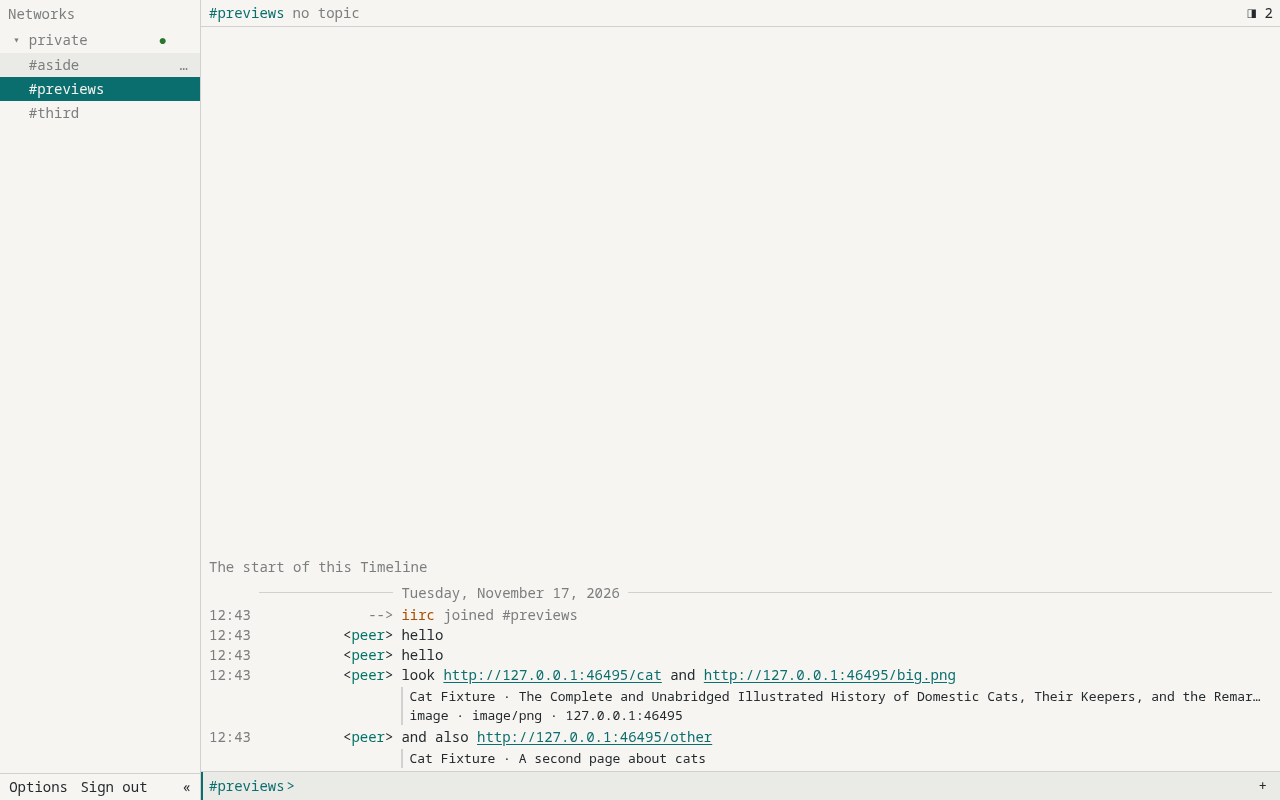 Networks
▾ private ●
#aside …
#previews
#third
Options Sign out «
#previews no topic ◨ 2
The start of this Timeline
Tuesday, November 17, 2026
12:43 --> iirc joined #previews
12:43 <peer> hello
12:43 <peer> hello
12:43 <peer> look http://127.0.0.1:46495/cat and http://127.0.0.1:46495/big.png
Cat Fixture · The Complete and Unabridged Illustrated History of Domestic Cats, Their Keepers, and the Remar…
image · image/png · 127.0.0.1:46495
12:43 <peer> and also http://127.0.0.1:46495/other
Cat Fixture · A second page about cats
#previews> +